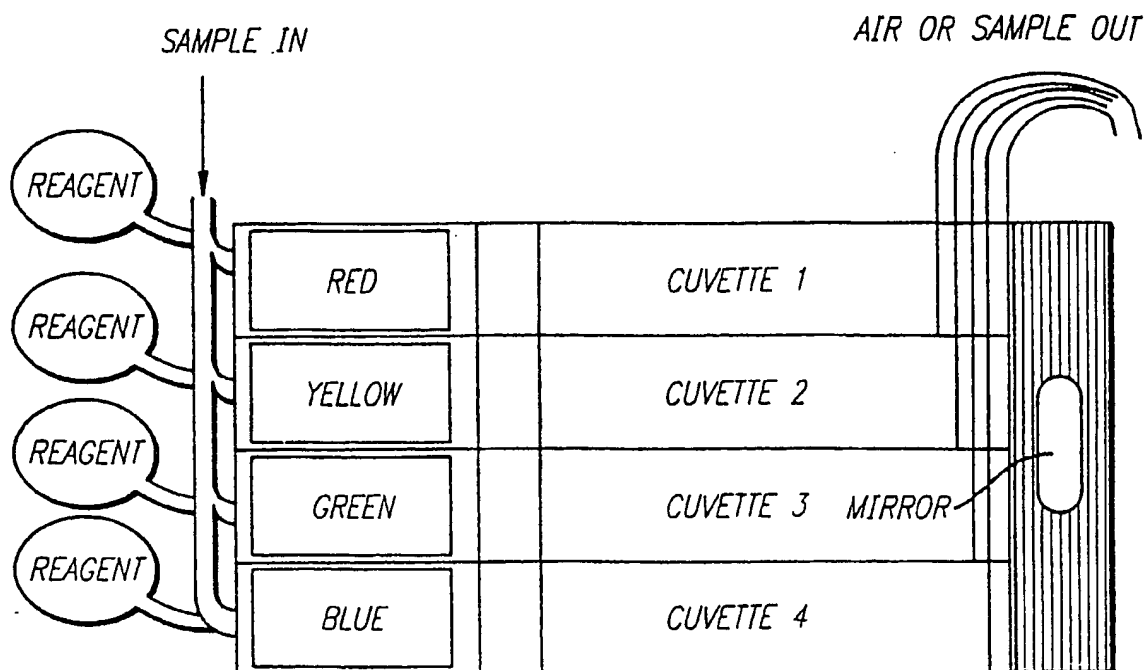 SAMPLE IN
AIR OR SAMPLE OUT
REAGENT
RED
CUVETTE 1
REAGENT
YELLOW
CUVETTE 2
REAGENT
GREEN
CUVETTE 3
MIRROR
REAGENT
BLUE
CUVETTE 4